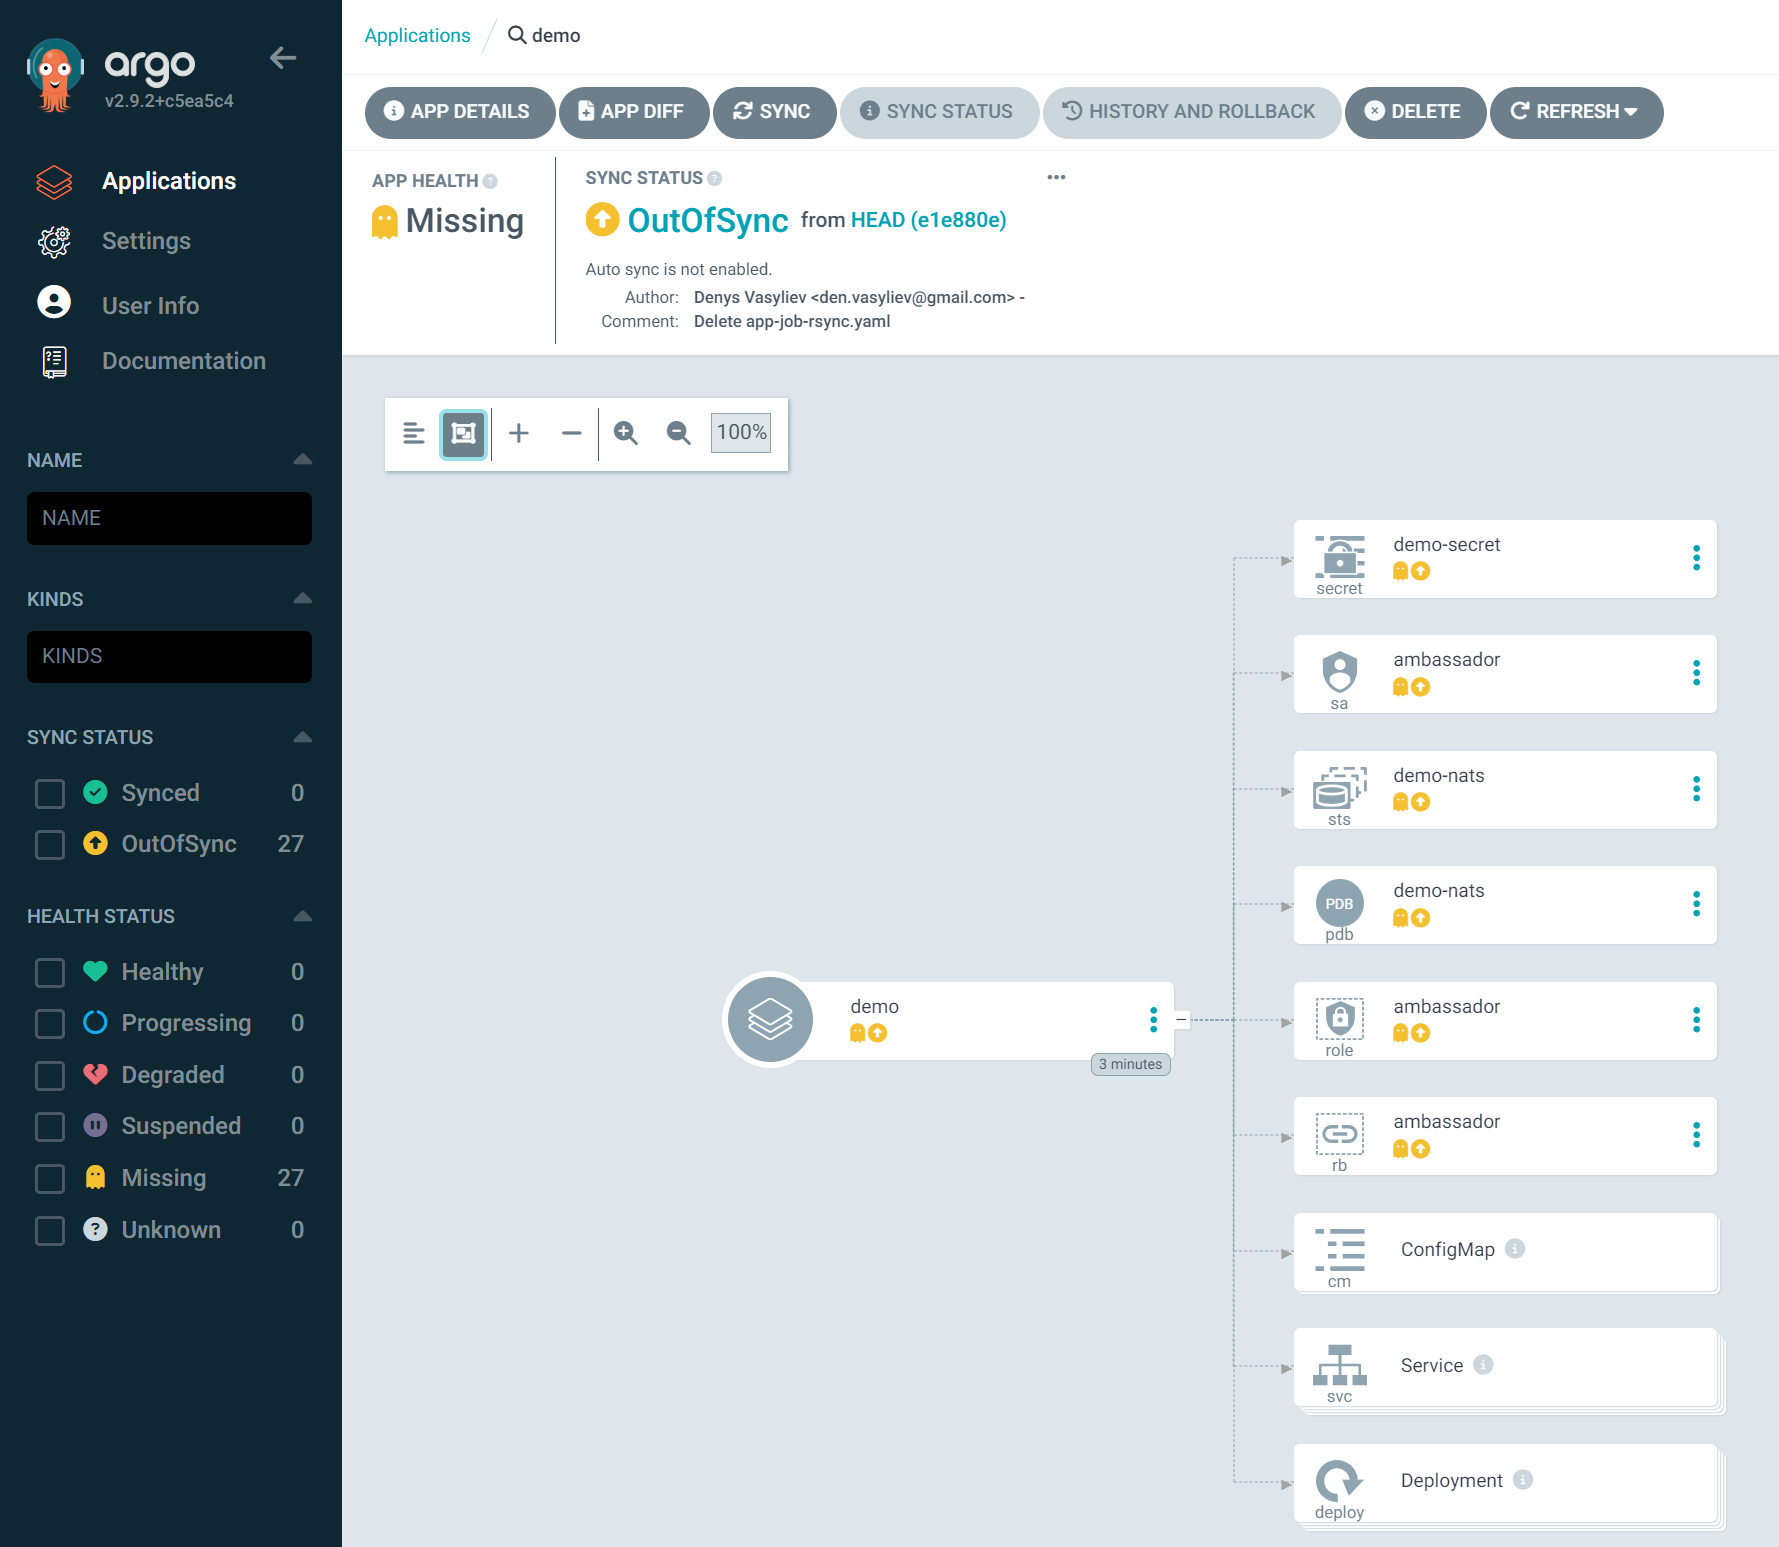 argo
v2.9.2+c5ea5c4
Applications
Settings
User Info
Documentation
NAME
NAME
KINDS
KINDS
SYNC STATUS
Synced 0
OutOfSync 27
HEALTH STATUS
Healthy 0
Progressing 0
Degraded 0
Suspended 0
Missing 27
Unknown 0
Applications demo
APP DETAILS APP DIFF SYNC SYNC STATUS HISTORY AND ROLLBACK DELETE REFRESH
APP HEALTH
Missing
SYNC STATUS
OutOfSync from HEAD (e1e880e)
Auto sync is not enabled.
Author: Denys Vasyliev <den.vasyliev@gmail.com> -
Comment: Delete app-job-rsync.yaml
100%
demo
3 minutes
demo-secret
secret
ambassador
sa
demo-nats
sts
demo-nats
PDB
pdb
ambassador
role
ambassador
rb
ConfigMap
cm
Service
svc
Deployment
deploy